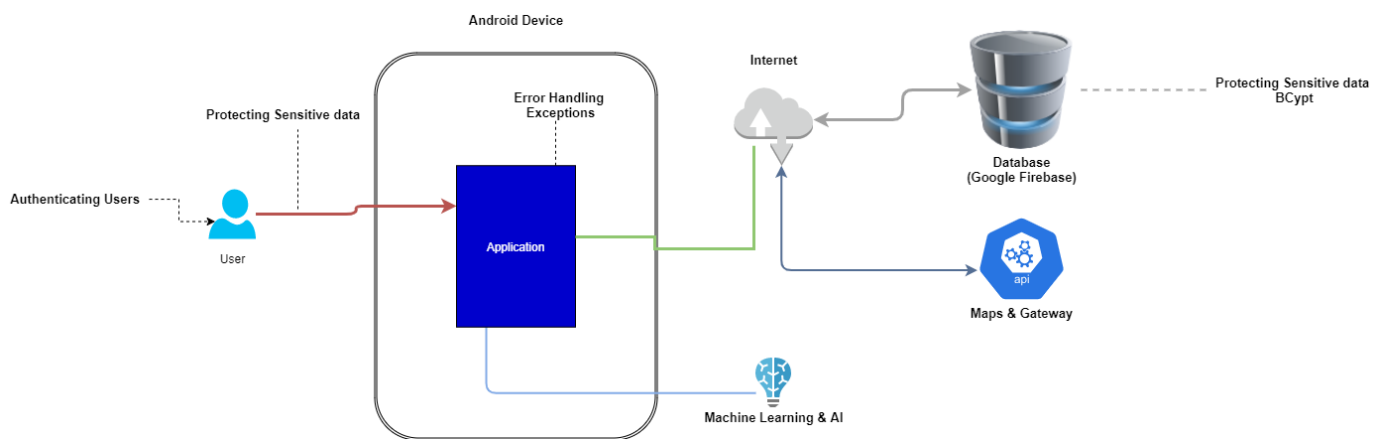 Android Device
Internet
Protecting Sensitive data
BCypt
Error Handling
Exceptions
Protecting Sensitive data
Database
(Google Firebase)
Authenticating Users
Application
User
api
Maps & Gateway
Machine Learning & AI